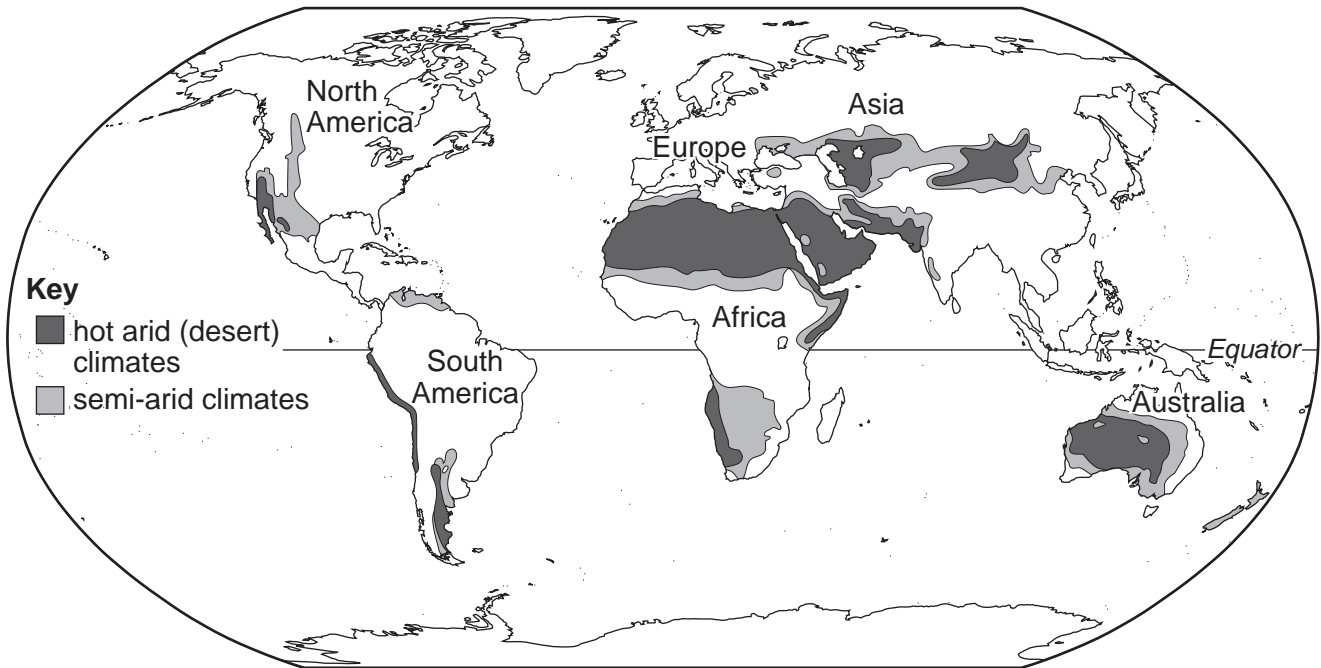 North
America
Asia
Europe
Key
hot arid (desert)
climates
semi-arid climates
Africa
South
America
Equator
Australia